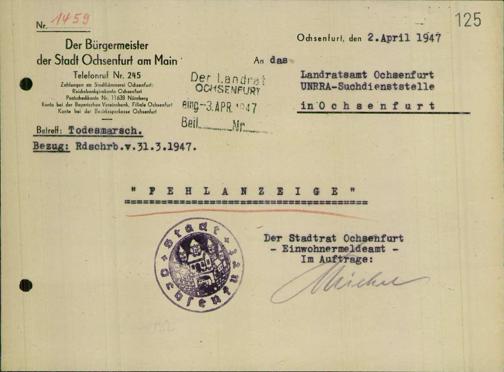 Nr. 1459
125
Ochsenfurt, den 2.April 1947
Der Bürgermeister
der Stadt Ochsenfurt am Main
Telefonruf Nr. 245
Zahlungen an Stadtkämmerei Ochsenfurt:
Reichsbankgirokonto Ochsenfurt
Postscheckkonto Nr. 11638 Nürnberg
Konto bei der Bayerischen Vereinsbank, Filiale Ochsenfurt
Konto bei der Bezirkssparkasse Ochsenfurt
An das
Landratsamt Ochsenfurt
UNRRA-Suchdienststelle
in Ochsenfurt
Der Landrat
OCHSENFURT
eing. -3.APR.1947
Beil. Nr.
Betreff: Todesmarsch.
Bezug: Rdschrb.v.31.3.1947.
" FEHLANZEIGE "
Der Stadtrat Ochsenfurt
- Einwohnermeldeamt -
Im Auftrage:
Stadt
Ochsenfurt